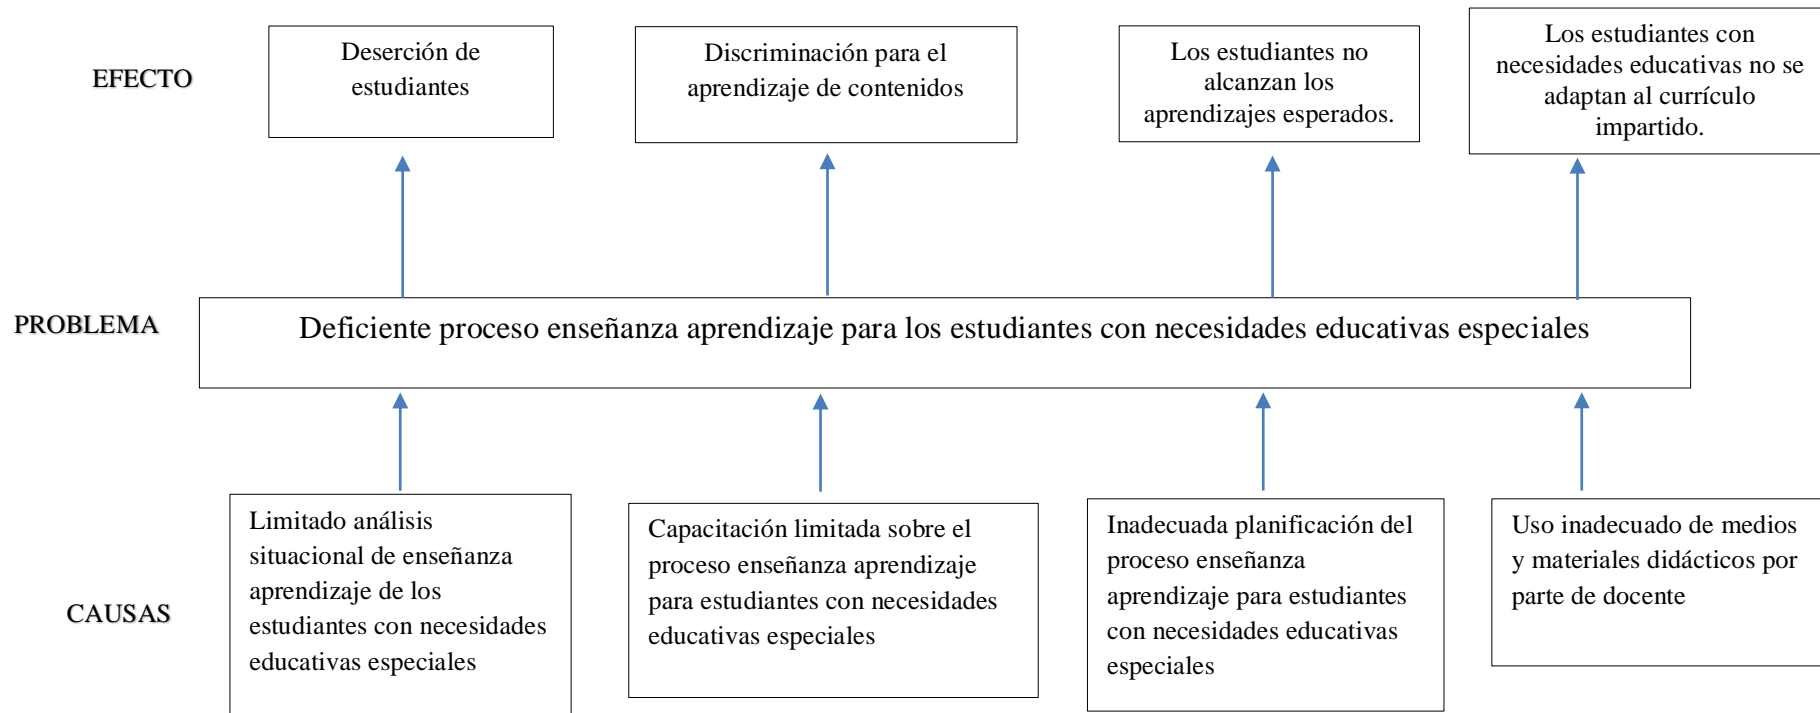 EFECTO
Deserción de
estudiantes
Discriminación para el
aprendizaje de contenidos
Los estudiantes no
alcanzan los
aprendizajes esperados.
Los estudiantes con
necesidades educativas no se
adaptan al currículo
impartido.
PROBLEMA
Deficiente proceso enseñanza aprendizaje para los estudiantes con necesidades educativas especiales
CAUSAS
Limitado análisis
situacional de enseñanza
aprendizaje de los
estudiantes con necesidades
educativas especiales
Capacitación limitada sobre el
proceso enseñanza aprendizaje
para estudiantes con necesidades
educativas especiales
Inadecuada planificación del
proceso enseñanza
aprendizaje para estudiantes
con necesidades educativas
especiales
Uso inadecuado de medios
y materiales didácticos por
parte de docente